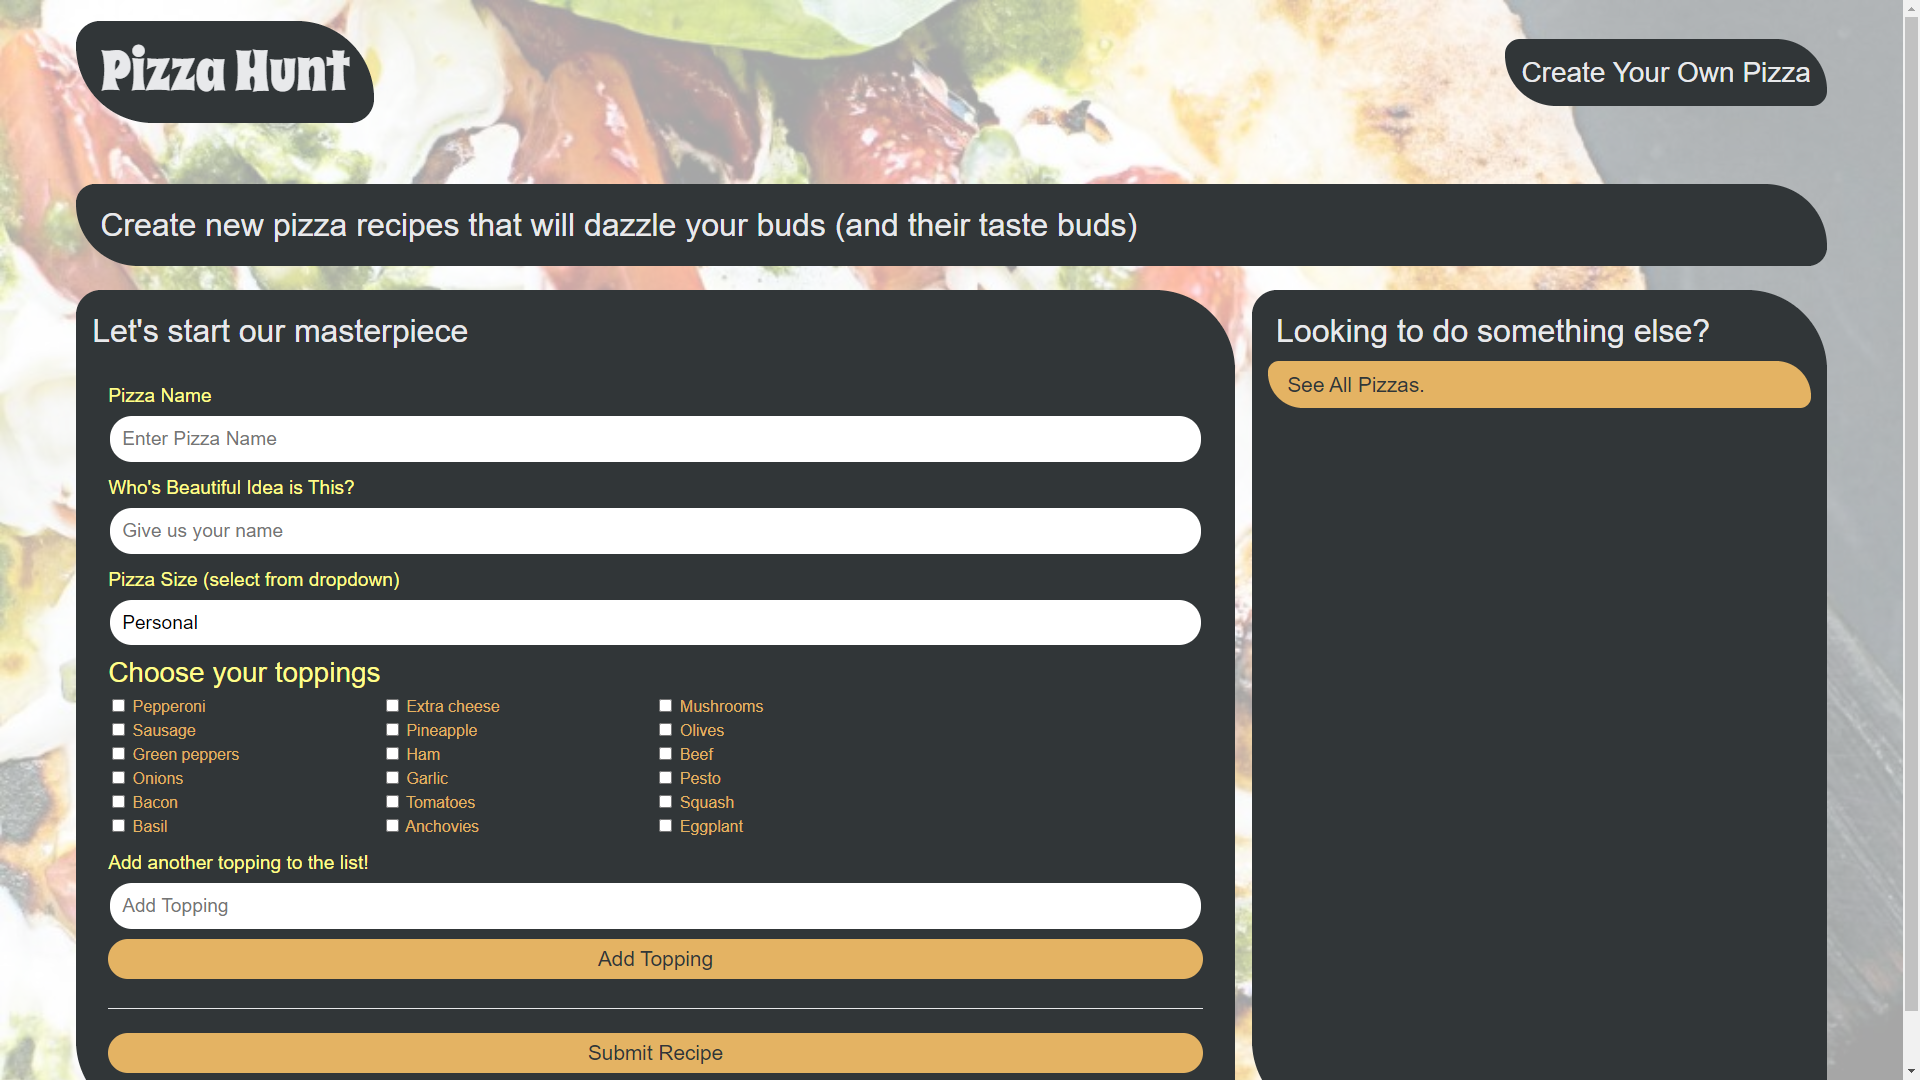 Pizza Hunt
Create Your Own Pizza
Create new pizza recipes that will dazzle your buds (and their taste buds)
Let's start our masterpiece
Pizza Name
Enter Pizza Name
Who's Beautiful Idea is This?
Give us your name
Pizza Size (select from dropdown)
Personal
Choose your toppings
Pepperoni Extra cheese Mushrooms
Sausage Pineapple Olives
Green peppers Ham Beef
Onions Garlic Pesto
Bacon Tomatoes Squash
Basil Anchovies Eggplant
Add another topping to the list!
Add Topping
Add Topping
Submit Recipe
Looking to do something else?
See All Pizzas.